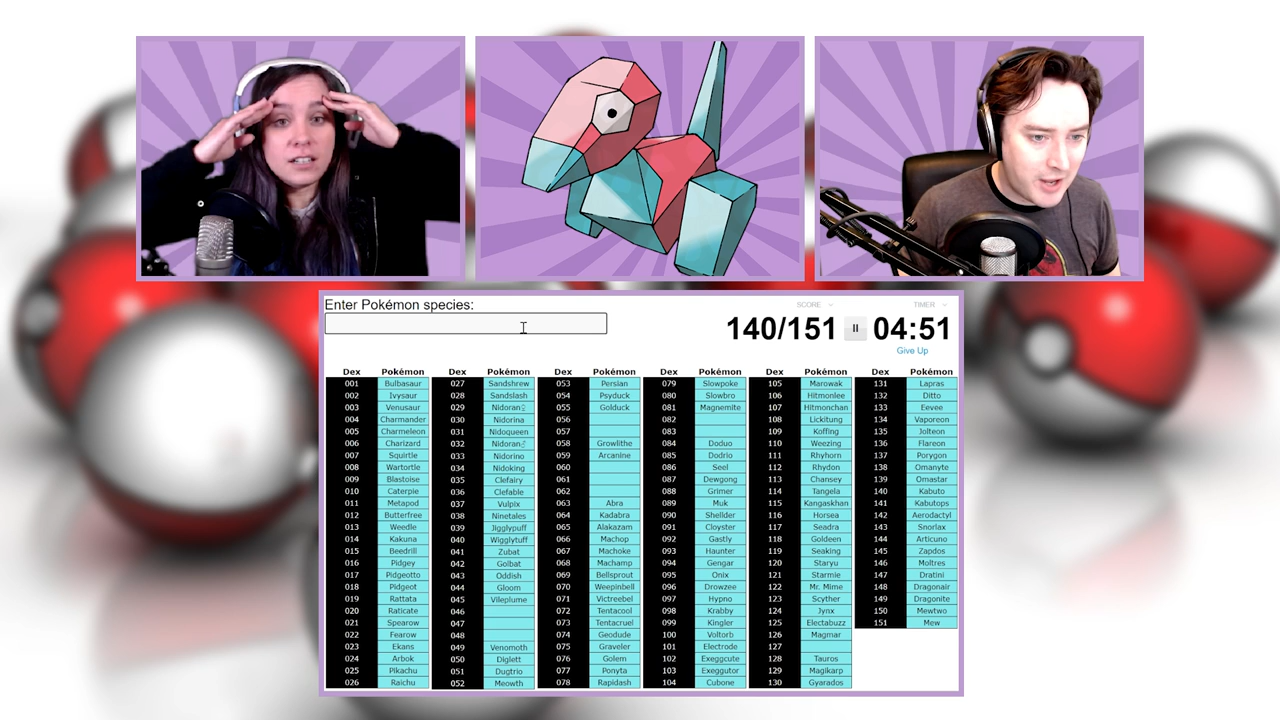 Enter Pokémon species:
SCORE TIMER
140/151 04:51
Give Up
Dex Pokémon Dex Pokémon Dex Pokémon Dex Pokémon Dex Pokémon Dex Pokémon
001 Bulbasaur 027 Sandshrew 053 Persian 079 Slowpoke 105 Marowak 131 Lapras
002 Ivysaur 028 Sandslash 054 Psyduck 080 Slowbro 106 Hitmonlee 132 Ditto
003 Venusaur 029 Nidoran♀ 055 Golduck 081 Magnemite 107 Hitmonchan 133 Eevee
004 Charmander 030 Nidorina 056 082 108 Lickitung 134 Vaporeon
005 Charmeleon 031 Nidoqueen 057 083 109 Koffing 135 Jolteon
006 Charizard 032 Nidoran♂ 058 Growlithe 084 Doduo 110 Weezing 136 Flareon
007 Squirtle 033 Nidorino 059 Arcanine 085 Dodrio 111 Rhyhorn 137 Porygon
008 Wartortle 034 Nidoking 060 086 Seel 112 Rhydon 138 Omanyte
009 Blastoise 035 Clefairy 061 087 Dewgong 113 Chansey 139 Omastar
010 Caterpie 036 Clefable 062 088 Grimer 114 Tangela 140 Kabuto
011 Metapod 037 Vulpix 063 Abra 089 Muk 115 Kangaskhan 141 Kabutops
012 Butterfree 038 Ninetales 064 Kadabra 090 Shellder 116 Horsea 142 Aerodactyl
013 Weedle 039 Jigglypuff 065 Alakazam 091 Cloyster 117 Seadra 143 Snorlax
014 Kakuna 040 Wigglytuff 066 Machop 092 Gastly 118 Goldeen 144 Articuno
015 Beedrill 041 Zubat 067 Machoke 093 Haunter 119 Seaking 145 Zapdos
016 Pidgey 042 Golbat 068 Machamp 094 Gengar 120 Staryu 146 Moltres
017 Pidgeotto 043 Oddish 069 Bellsprout 095 Onix 121 Starmie 147 Dratini
018 Pidgeot 044 Gloom 070 Weepinbell 096 Drowzee 122 Mr. Mime 148 Dragonair
019 Rattata 045 Vileplume 071 Victreebel 097 Hypno 123 Scyther 149 Dragonite
020 Raticate 046 072 Tentacool 098 Krabby 124 Jynx 150 Mewtwo
021 Spearow 047 073 Tentacruel 099 Kingler 125 Electabuzz 151 Mew
022 Fearow 048 074 Geodude 100 Voltorb 126 Magmar
023 Ekans 049 Venomoth 075 Graveler 101 Electrode 127
024 Arbok 050 Diglett 076 Golem 102 Exeggcute 128 Tauros
025 Pikachu 051 Dugtrio 077 Ponyta 103 Exeggutor 129 Magikarp
026 Raichu 052 Meowth 078 Rapidash 104 Cubone 130 Gyarados